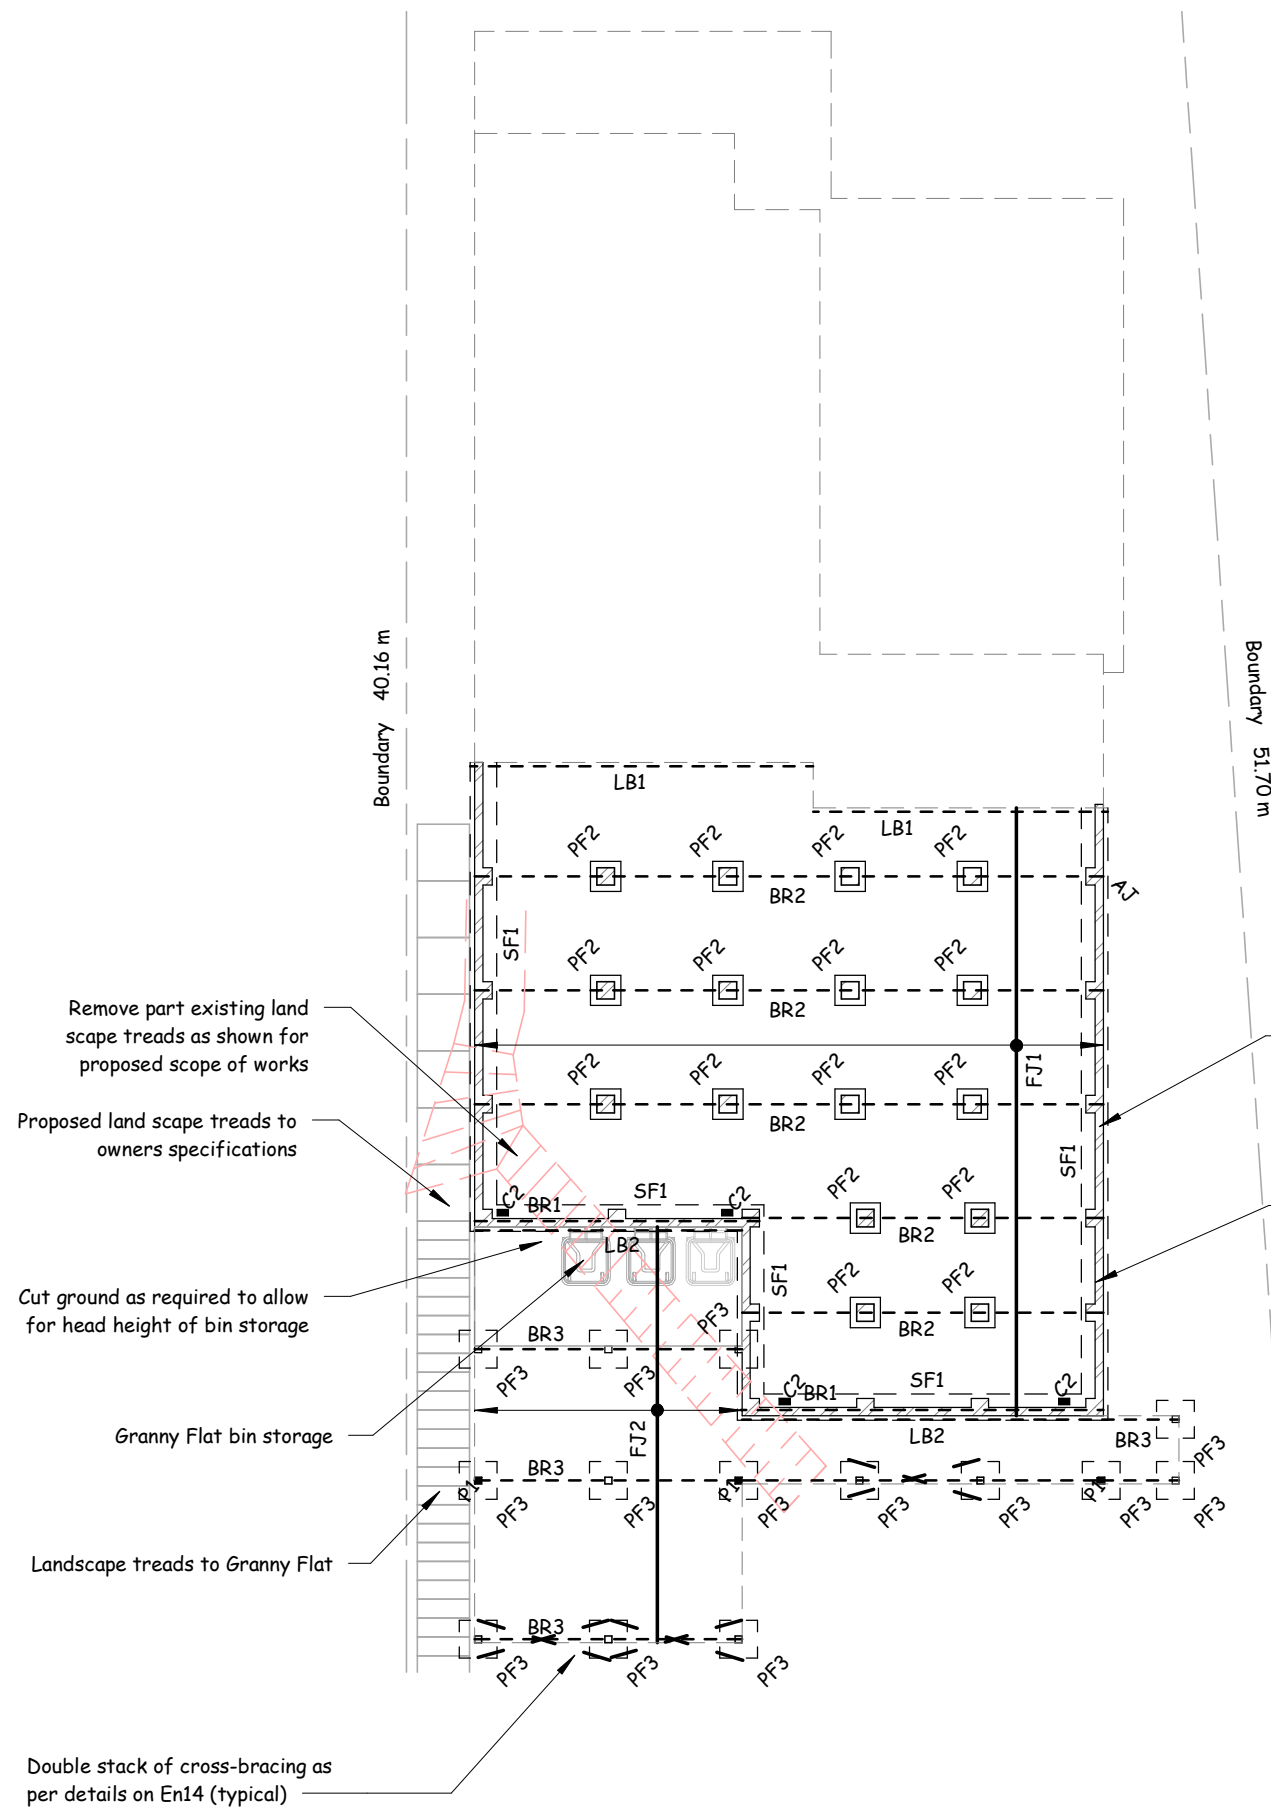 Boundary 40.16 m
Boundary 51.70 m
LB1
LB1
PF2
PF2
PF2
PF2
BR2
AJ
SF1
PF2
PF2
PF2
PF2
BR2
Remove part existing land
scape treads as shown for
proposed scope of works
PF2
PF2
PF2
PF2
FJ1
BR2
Proposed land scape treads to
owners specifications
SF1
C2
BR1
SF1
C2
PF2
PF2
BR2
LB2
SF1
PF2
PF2
Cut ground as required to allow
for head height of bin storage
PF3
BR3
BR2
PF3
PF3
C2
BR1
SF1
C2
Granny Flat bin storage
FJ2
LB2
BR3
PF3
BR3
P1
PF3
PF3
P1
PF3
PF3
PF3
P1
PF3
PF3
Landscape treads to Granny Flat
BR3
PF3
PF3
PF3
Double stack of cross-bracing as
per details on En14 (typical)